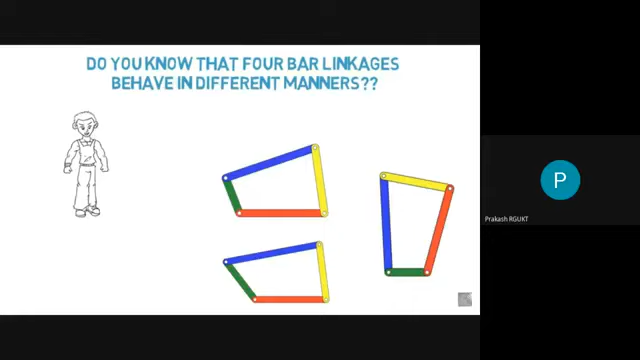 DO YOU KNOW THAT FOUR BAR LINKAGES
BEHAVE IN DIFFERENT MANNERS??
P
Prakash RGUKT